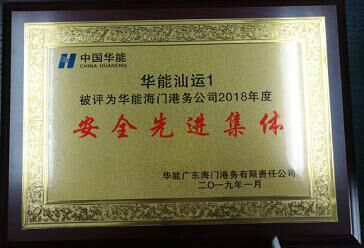 中国华能
CHINA HUANENG
华能汕运1
被评为华能海门港务公司2018年度
安全先进集体
华能广东海门港务有限责任公司
二〇一九年一月